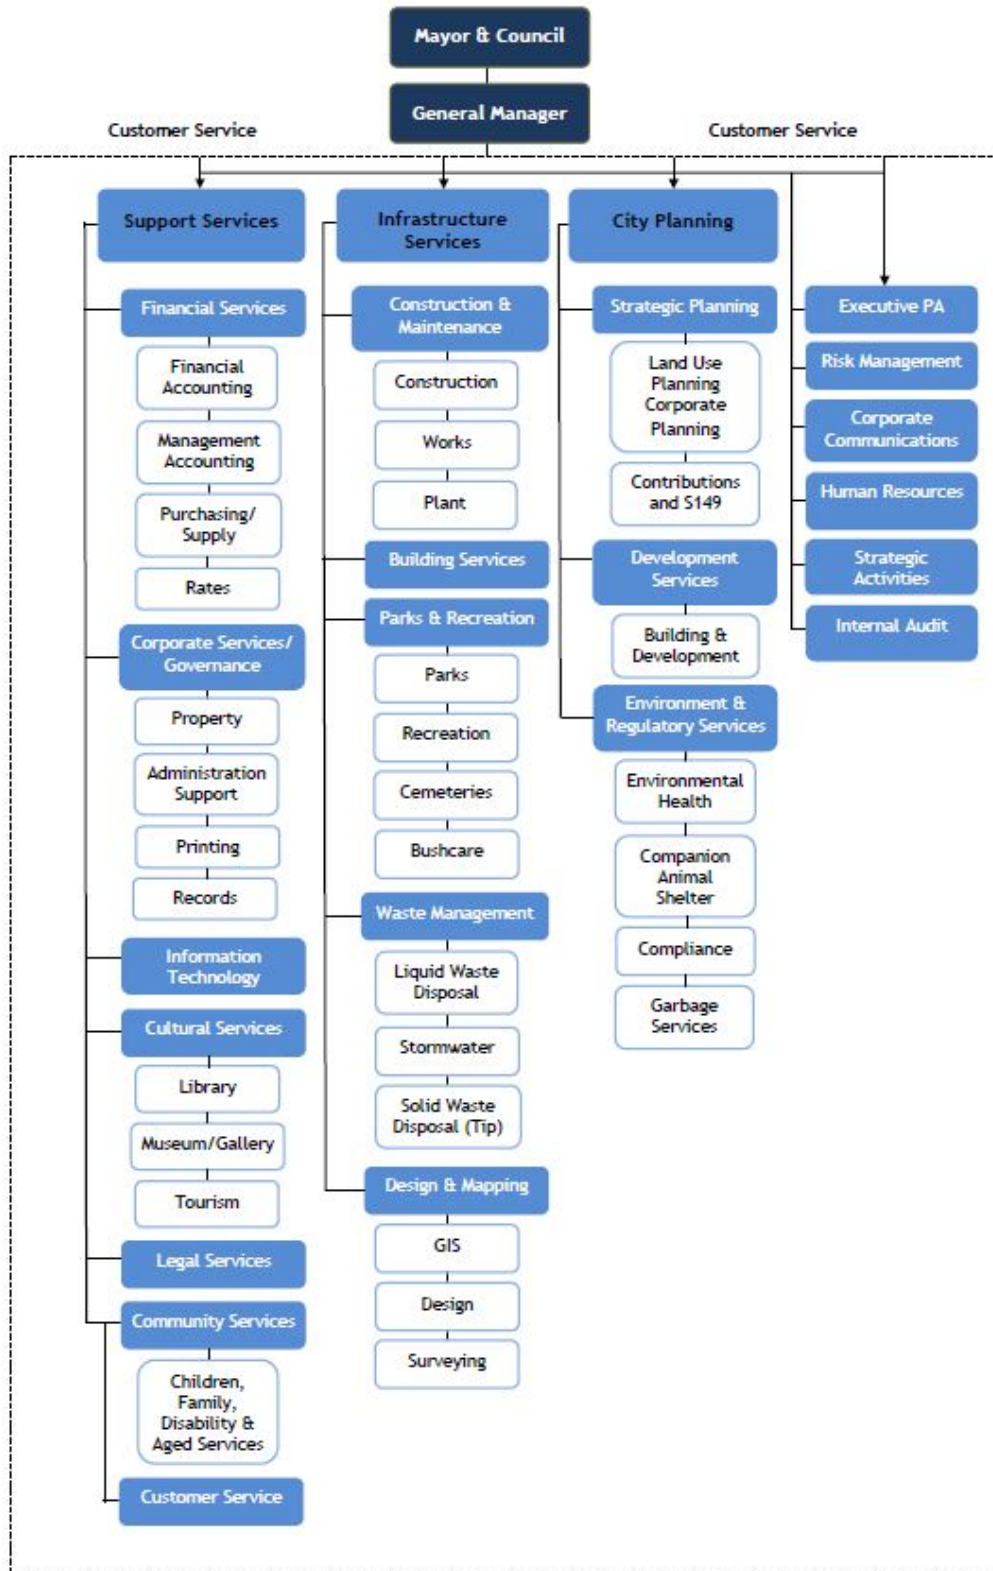 Mayor & Council
General Manager
Customer Service
Customer Service
Support Services
Financial Services
Financial
Accounting
Management
Accounting
Purchasing/
Supply
Rates
Corporate Services/
Governance
Property
Administration
Support
Printing
Records
Information
Technology
Cultural Services
Library
Museum/Gallery
Tourism
Legal Services
Community Services
Children,
Family,
Disability &
Aged Services
Customer Service
Infrastructure
Services
Construction &
Maintenance
Construction
Works
Plant
Building Services
Parks & Recreation
Parks
Recreation
Cemeteries
Bushcare
Waste Management
Liquid Waste
Disposal
Stormwater
Solid Waste
Disposal (Tip)
Design & Mapping
GIS
Design
Surveying
City Planning
Strategic Planning
Land Use
Planning
Corporate
Planning
Contributions
and S149
Development
Services
Building &
Development
Environment &
Regulatory Services
Environmental
Health
Companion
Animal
Shelter
Compliance
Garbage
Services
Executive PA
Risk Management
Corporate
Communications
Human Resources
Strategic
Activities
Internal Audit